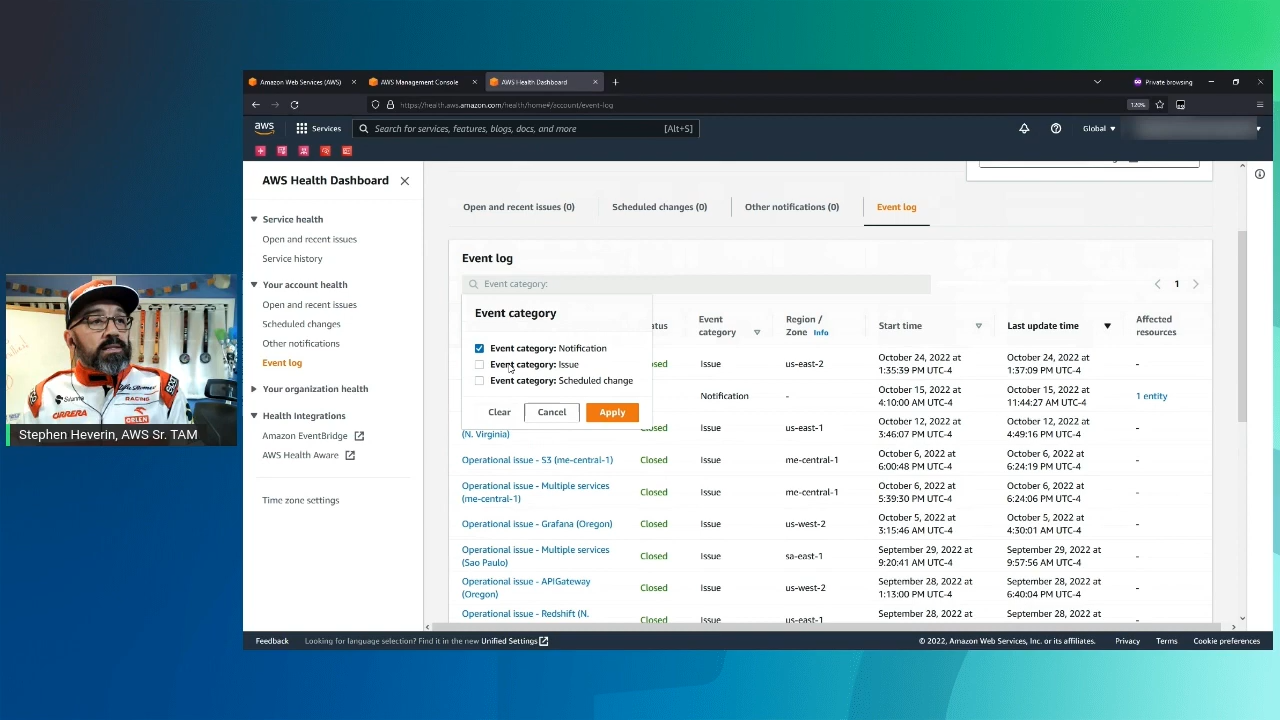 Amazon Web Services (AWS)
AWS Management Console
AWS Health Dashboard
Private browsing
https://health.aws.amazon.com/health/home#/account/event-log
120%
aws
Services
Search for services, features, blogs, docs, and more
[Alt+S]
Global
AWS Health Dashboard
Service health
Open and recent issues
Service history
Your account health
Open and recent issues
Scheduled changes
Other notifications
Event log
Your organization health
Health Integrations
Amazon EventBridge
AWS Health Aware
Time zone settings
Open and recent issues (0)
Scheduled changes (0)
Other notifications (0)
Event log
Event log
Event category:
Event category
Event category: Notification
Event category: Issue
Event category: Scheduled change
Clear
Cancel
Apply
Event
category
Region /
Zone Info
Start time
Last update time
Affected
resources
Issue
us-east-2
October 24, 2022 at
1:35:39 PM UTC-4
October 24, 2022 at
1:37:09 PM UTC-4
-
Notification
-
October 15, 2022 at
4:10:00 AM UTC-4
October 15, 2022 at
11:44:27 AM UTC-4
1 entity
(N. Virginia)
Closed
Issue
us-east-1
October 12, 2022 at
3:46:07 PM UTC-4
October 12, 2022 at
4:49:16 PM UTC-4
-
Operational issue - S3 (me-central-1)
Closed
Issue
me-central-1
October 6, 2022 at
6:00:48 PM UTC-4
October 6, 2022 at
6:24:19 PM UTC-4
-
Operational issue - Multiple services
(me-central-1)
Closed
Issue
me-central-1
October 6, 2022 at
5:39:30 PM UTC-4
October 6, 2022 at
6:24:06 PM UTC-4
-
Operational issue - Grafana (Oregon)
Closed
Issue
us-west-2
October 5, 2022 at
3:15:46 AM UTC-4
October 5, 2022 at
4:30:01 AM UTC-4
-
Operational issue - Multiple services
(Sao Paulo)
Closed
Issue
sa-east-1
September 29, 2022 at
9:20:41 AM UTC-4
September 29, 2022 at
9:57:56 AM UTC-4
-
Operational issue - APIGateway
(Oregon)
Closed
Issue
us-west-2
September 28, 2022 at
1:13:00 PM UTC-4
September 28, 2022 at
6:40:04 PM UTC-4
-
Operational issue - Redshift (N.
Closed
Issue
us-east-1
September 28, 2022 at
September 28, 2022 at
-
1
Feedback
Looking for language selection? Find it in the new Unified Settings
© 2022, Amazon Web Services, Inc. or its affiliates.
Privacy
Terms
Cookie preferences
CARRERA
RACING
ORLEN
Stephen Heverin, AWS Sr. TAM